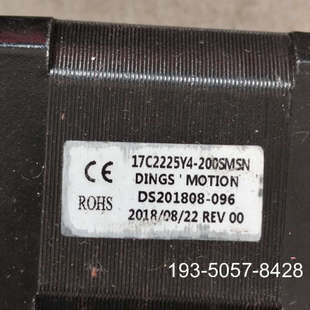 CE
17C2225Y4-200SMSN
DINGS ' MOTION
ROHS
DS201808-096
2018/08/22 REV 00
193-5057-8428